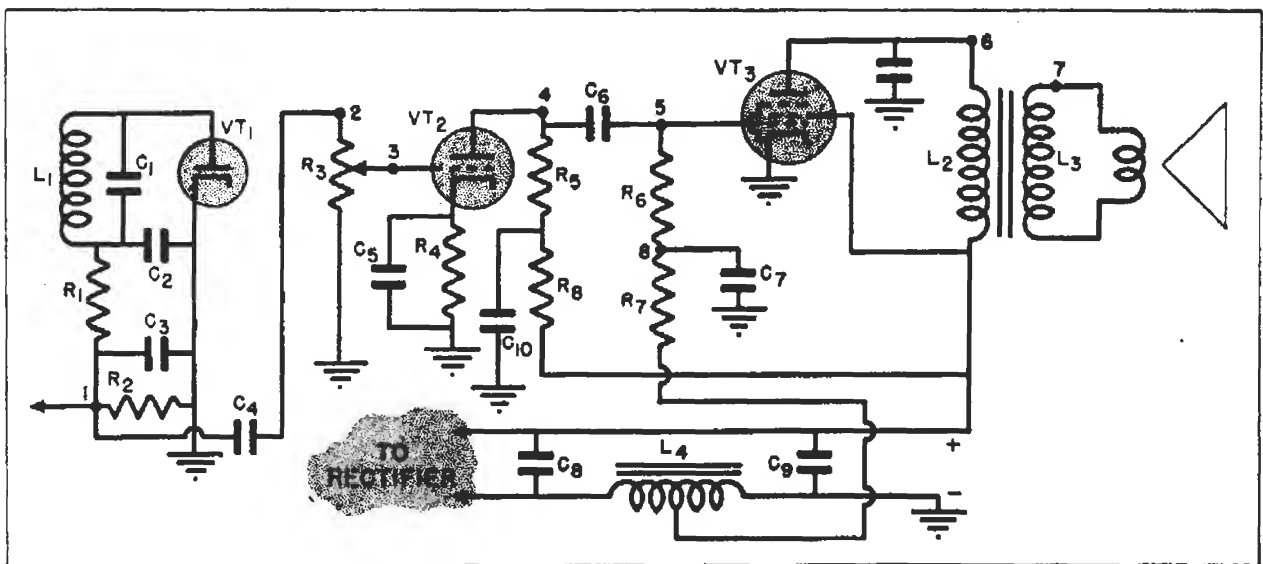 L1
C1
VT1
C2
R1
C3
R2
1
C4
2
R3
3
VT2
C5
R4
4
R5
C10
R8
C6
5
R6
8
R7
C7
VT3
6
L2
7
L3
TO
RECTIFIER
C8
L4
C9
+
-